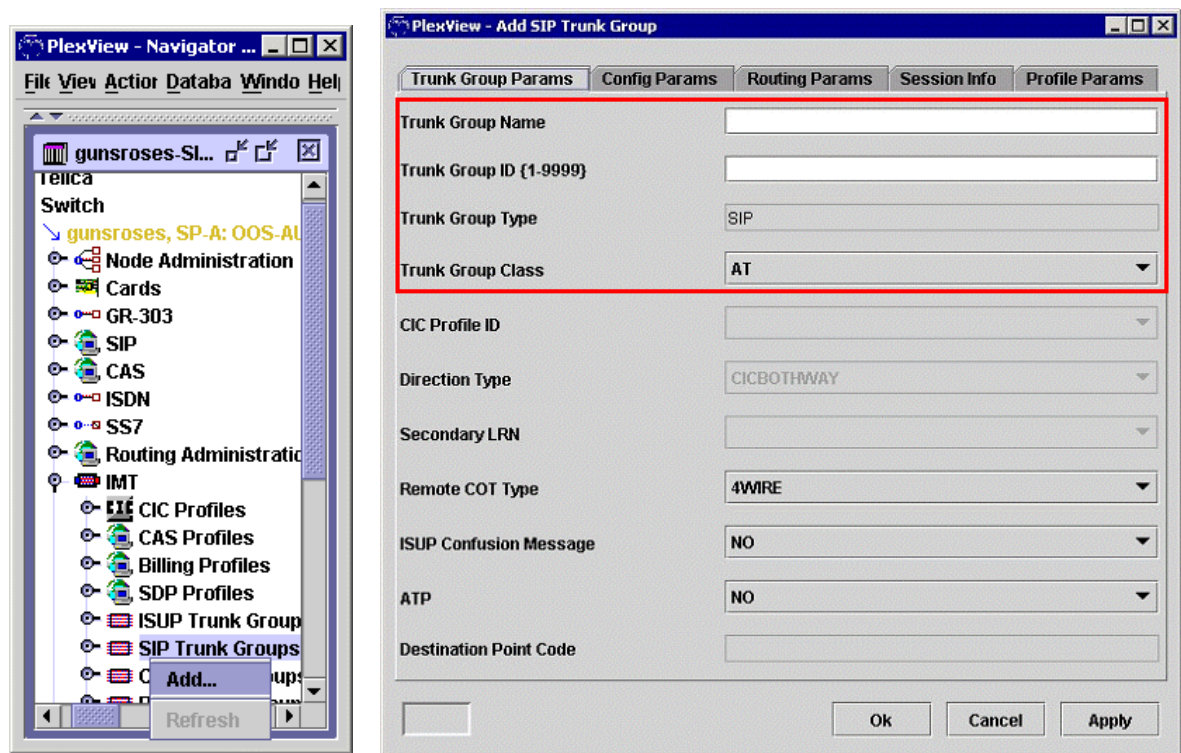 PlexView - Navigator ...
File View Action Databa Windo Help
gunsroses-SI...
Telica
Switch
gunsroses, SP-A: OOS-AU
Node Administration
Cards
GR-303
SIP
CAS
ISDN
SS7
Routing Administratic
IMT
CIC Profiles
CAS Profiles
Billing Profiles
SDP Profiles
ISUP Trunk Group
SIP Trunk Groups
Add...
Refresh
PlexView - Add SIP Trunk Group
Trunk Group Params Config Params Routing Params Session Info Profile Params
Trunk Group Name
Trunk Group ID {1-9999}
Trunk Group Type SIP
Trunk Group Class AT
CIC Profile ID
Direction Type CICBOTHWAY
Secondary LRN
Remote COT Type 4WIRE
ISUP Confusion Message NO
ATP NO
Destination Point Code
Ok Cancel Apply